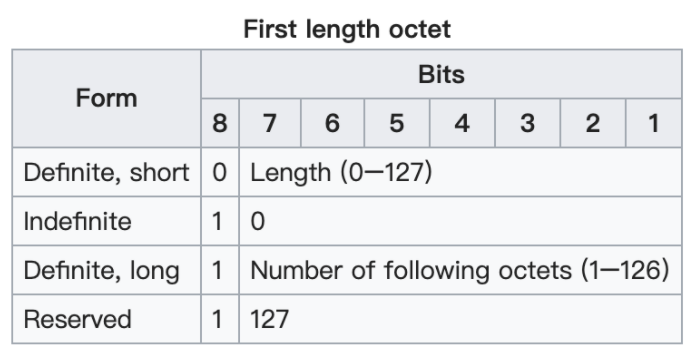 First length octet
Form
Bits
8 7 6 5 4 3 2 1
Definite, short 0 Length (0–127)
Indefinite 1 0
Definite, long 1 Number of following octets (1–126)
Reserved 1 127